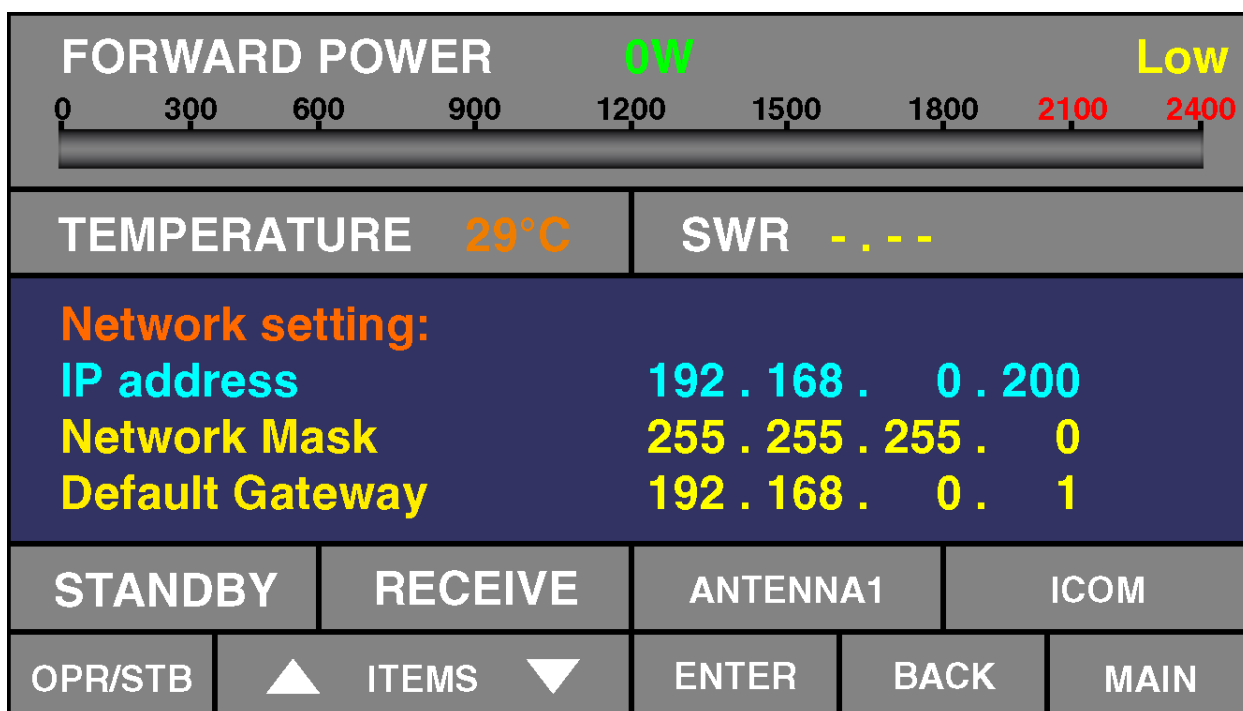 FORWARD POWER 0W Low
0 300 600 900 1200 1500 1800 2100 2400
TEMPERATURE 29°C SWR -.--
Network setting:
IP address 192 . 168 . 0 . 200
Network Mask 255 . 255 . 255 . 0
Default Gateway 192 . 168 . 0 . 1
STANDBY RECEIVE ANTENNA1 ICOM
OPR/STB ▲ ITEMS ▼ ENTER BACK MAIN